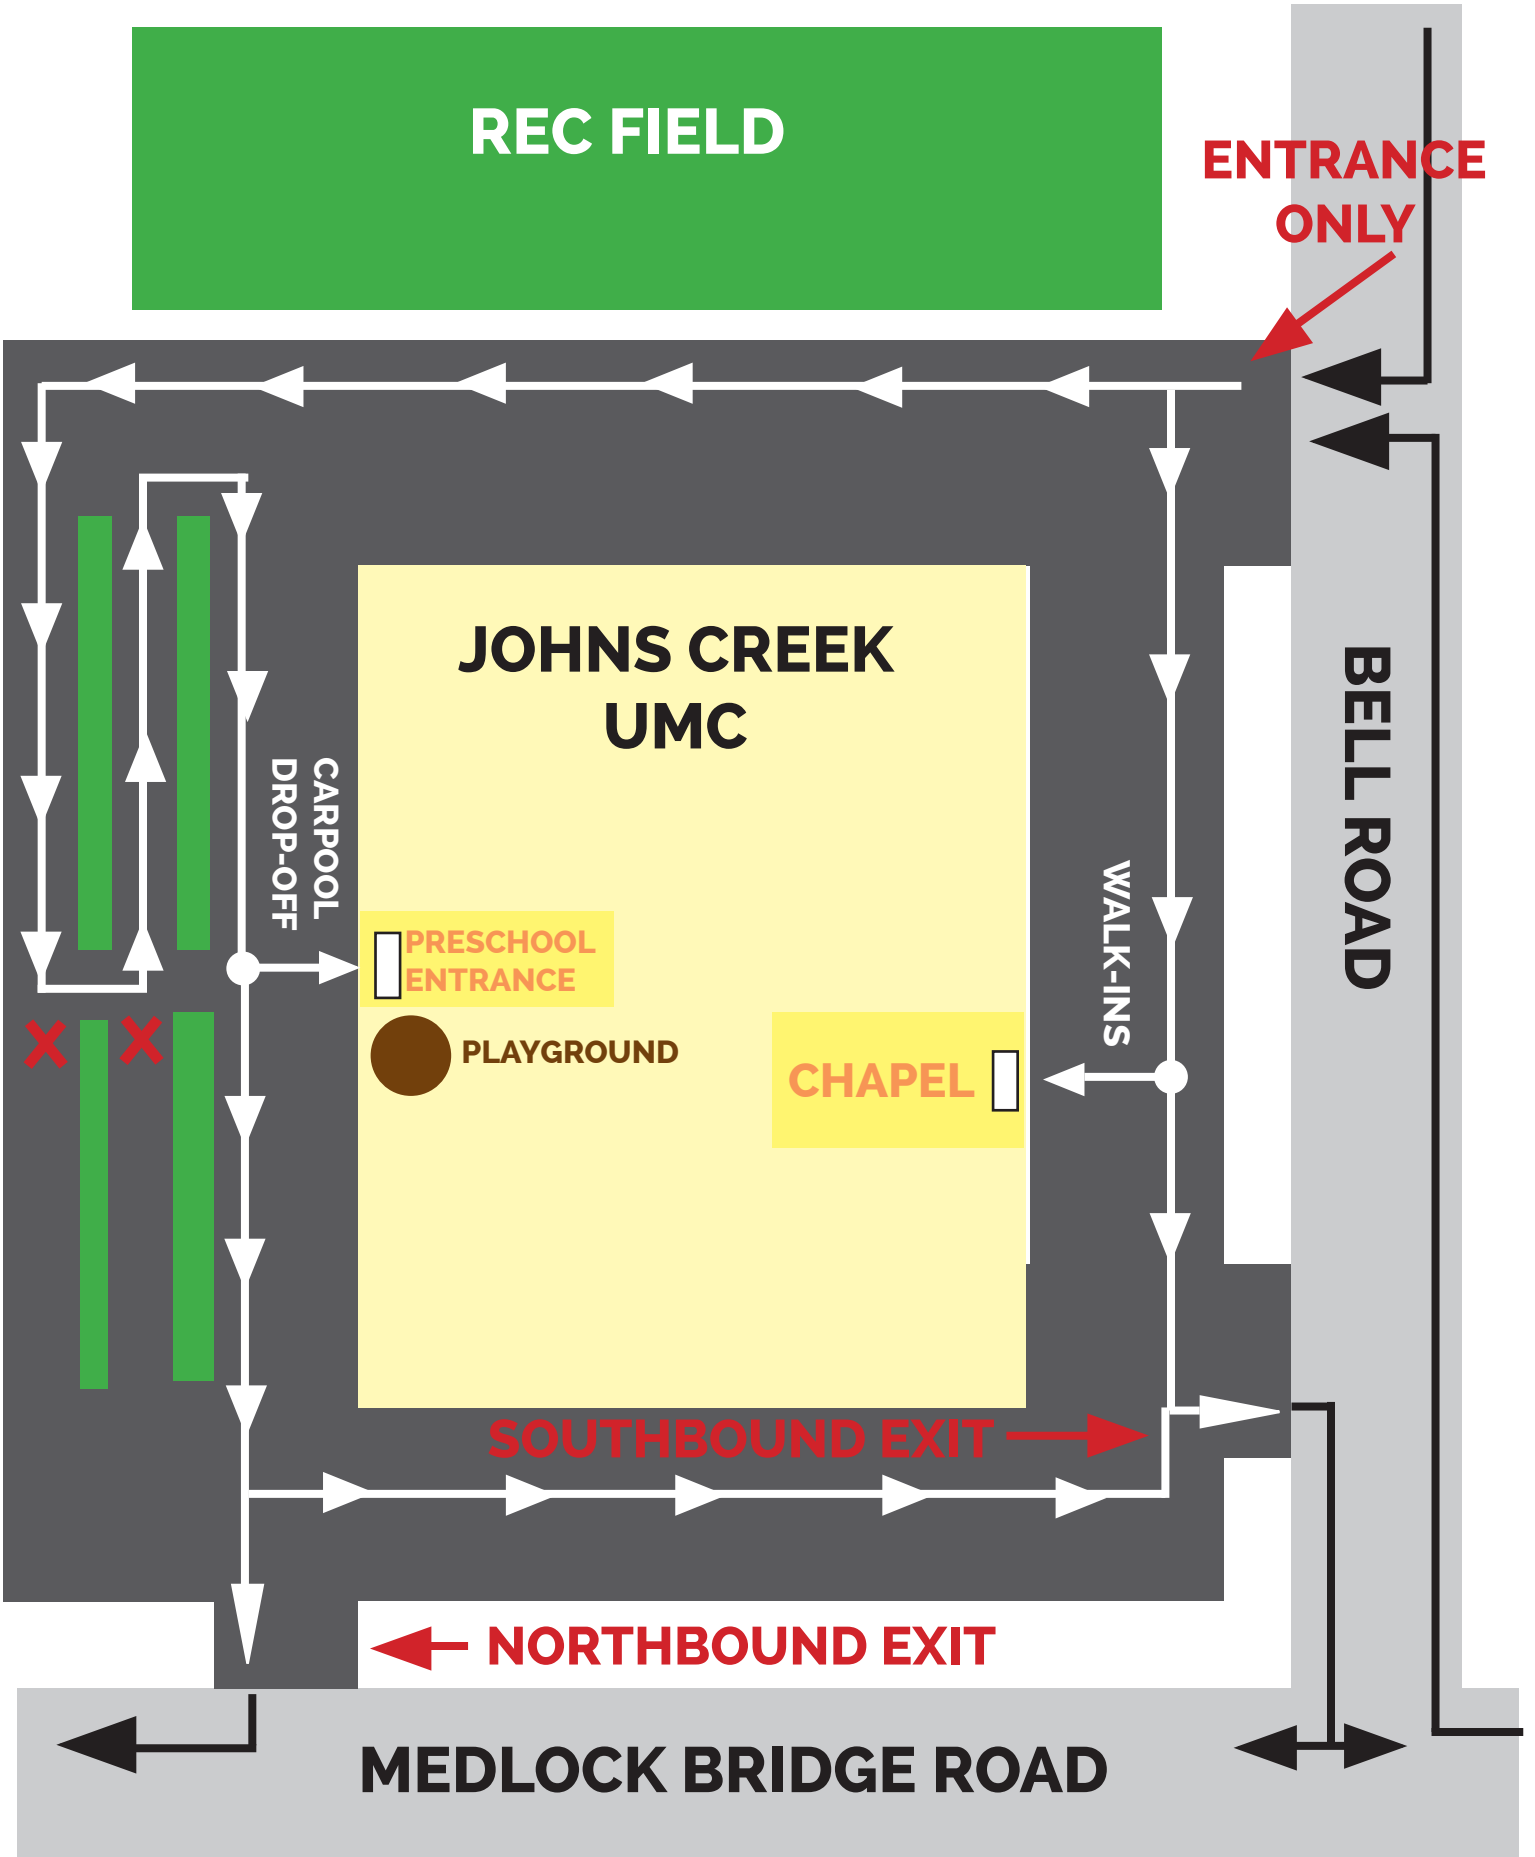 REC FIELD
ENTRANCE
ONLY
JOHNS CREEK
UMC
BELL ROAD
CARPOOL
DROP-OFF
WALK-INS
PRESCHOOL
ENTRANCE
PLAYGROUND
CHAPEL
SOUTHBOUND EXIT
NORTHBOUND EXIT
MEDLOCK BRIDGE ROAD